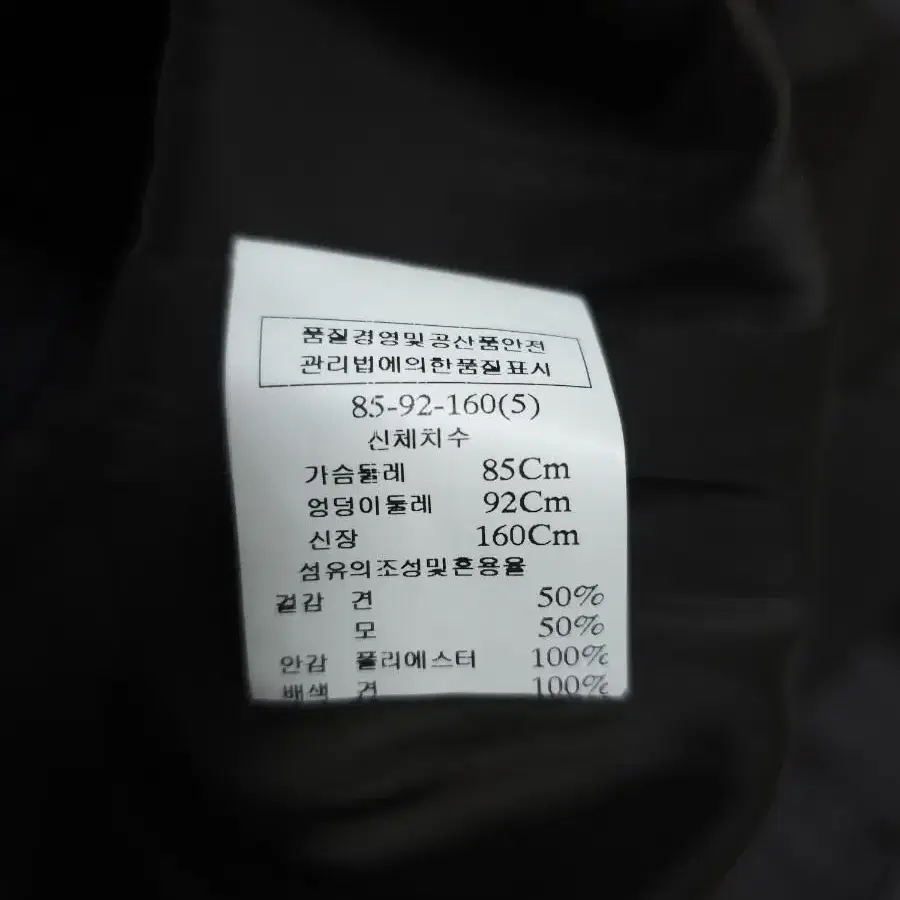 품질경영및공산품안전
관리법에의한품질표시
85-92-160(5)
신체치수
가슴둘레 85Cm
엉덩이둘레 92Cm
신장 160Cm
섬유의조성및혼용율
겉감 견 50%
모 50%
안감 폴리에스터 100%
배색 견 100%